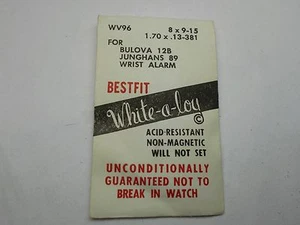 WV96 8 x 9-15
1.70 x .13-381
FOR
BULOVA 12B
JUNGHANS 89
WRIST ALARM
BESTFIT
White-a-loy
©
ACID-RESISTANT
NON-MAGNETIC
WILL NOT SET
UNCONDITIONALLY
GUARANTEED NOT TO
BREAK IN WATCH